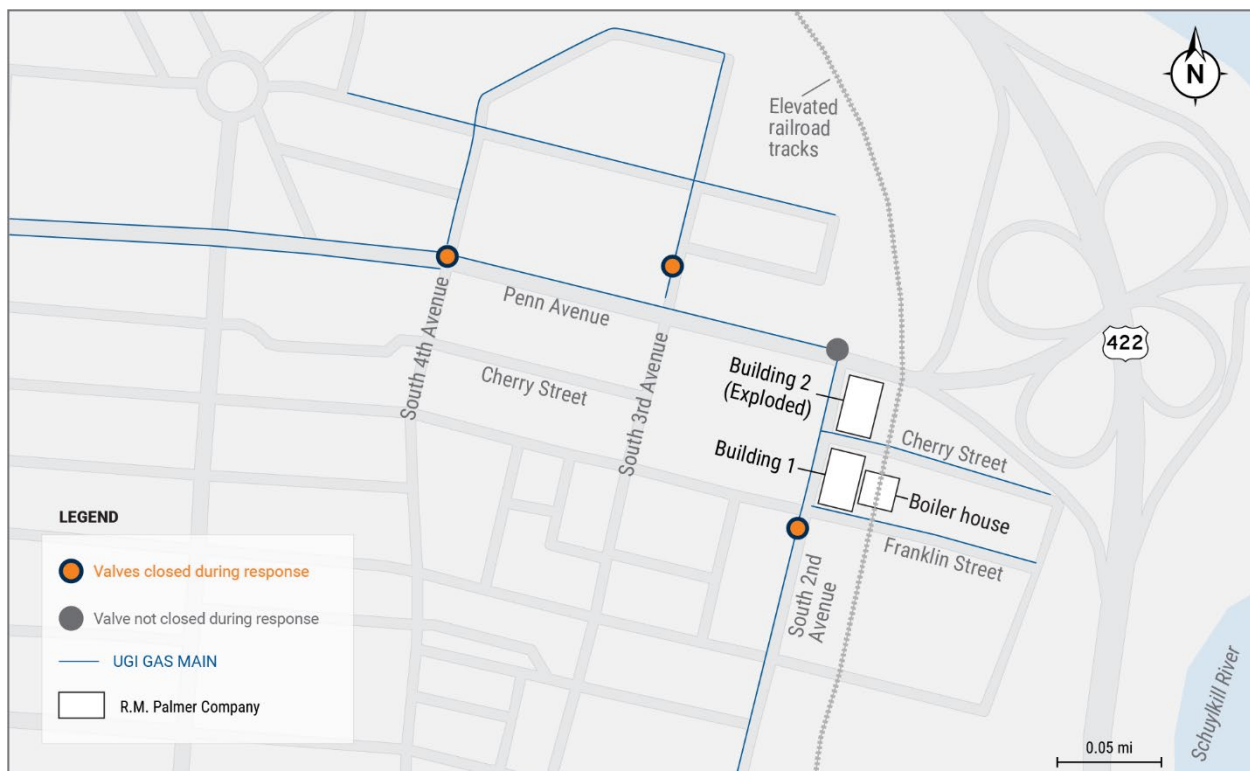 N
Elevated
railroad
tracks
422
Penn Avenue
South 4th Avenue
Cherry Street
South 3rd Avenue
Building 2
(Exploded)
Cherry Street
Building 1
Boiler house
Franklin Street
South 2nd
Avenue
LEGEND
Valves closed during response
Valve not closed during response
UGI GAS MAIN
R.M. Palmer Company
Schuylkill River
0.05 mi